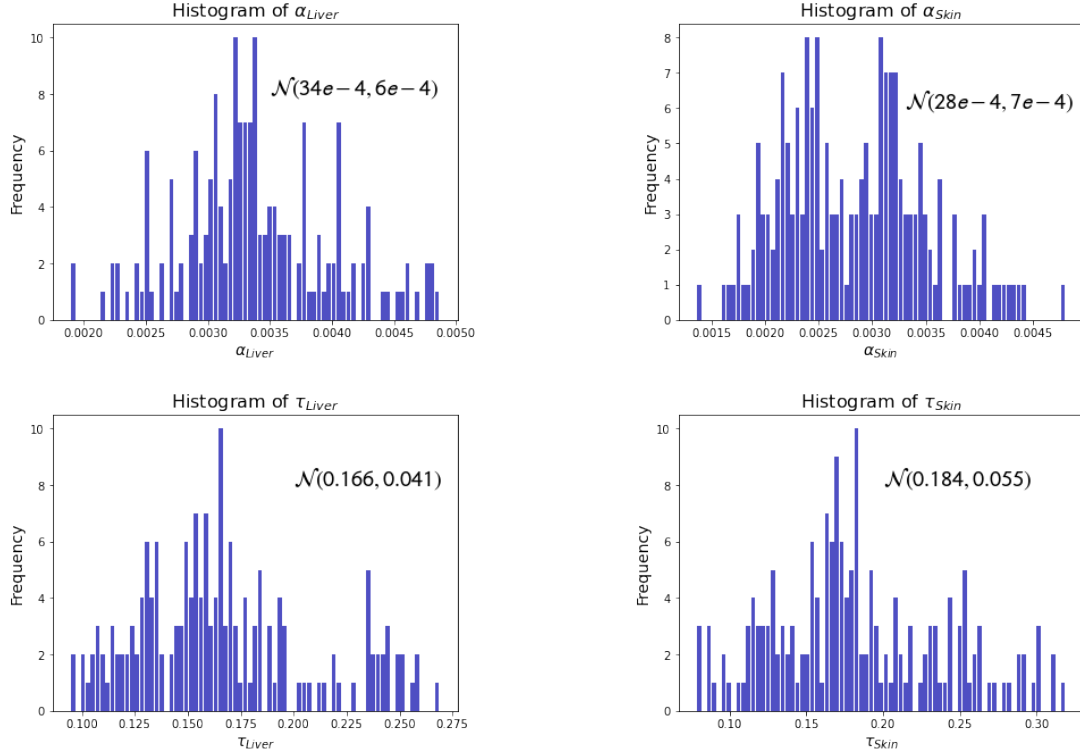 Histogram of α_Liver
10
8
6
4
2
0
Frequency
𝒩(34e−4, 6e−4)
0.0020 0.0025 0.0030 0.0035 0.0040 0.0045 0.0050
α_Liver
Histogram of α_Skin
8
7
6
5
4
3
2
1
0
Frequency
𝒩(28e−4, 7e−4)
0.0015 0.0020 0.0025 0.0030 0.0035 0.0040 0.0045
α_Skin
Histogram of τ_Liver
10
8
6
4
2
0
Frequency
𝒩(0.166, 0.041)
0.100 0.125 0.150 0.175 0.200 0.225 0.250 0.275
τ_Liver
Histogram of τ_Skin
10
8
6
4
2
0
Frequency
𝒩(0.184, 0.055)
0.10 0.15 0.20 0.25 0.30
τ_Skin